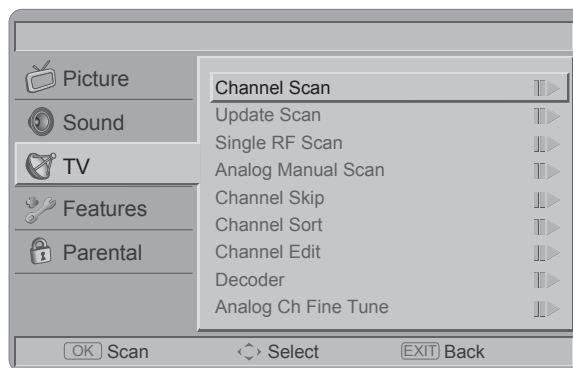 Picture
Sound
TV
Features
Parental
Channel Scan
Update Scan
Single RF Scan
Analog Manual Scan
Channel Skip
Channel Sort
Channel Edit
Decoder
Analog Ch Fine Tune
OK Scan Select EXIT Back